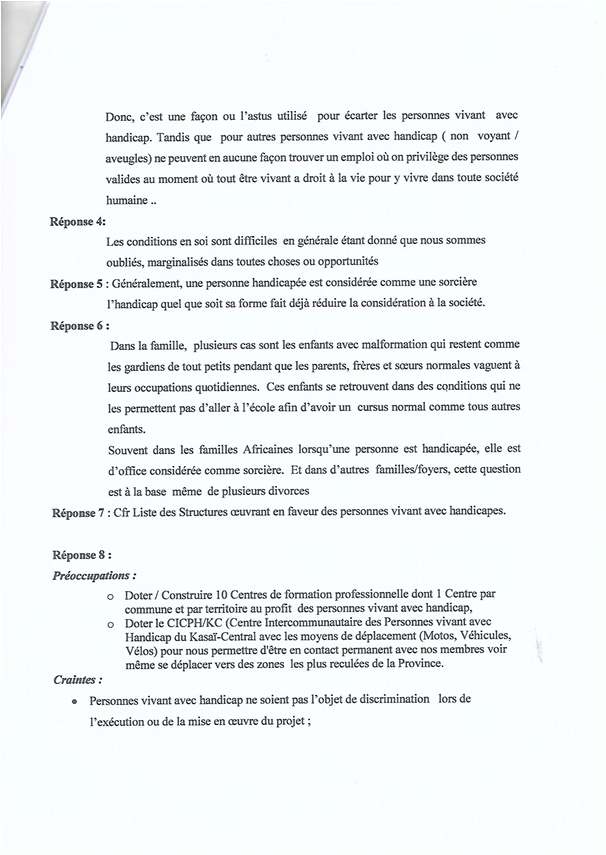 Donc, c'est une façon ou l'astus utilisé pour écarter les personnes vivant avec
handicap. Tandis que pour autres personnes vivant avec handicap ( non voyant /
aveugles) ne peuvent en aucune façon trouver un emploi où on privilège des personnes
valides au moment où tout être vivant a droit à la vie pour y vivre dans toute société
humaine ..
Réponse 4:
Les conditions en soi sont difficiles en générale étant donné que nous sommes
oubliés, marginalisés dans toutes choses ou opportunités
Réponse 5 : Généralement, une personne handicapée est considérée comme une sorcière
l'handicap quel que soit sa forme fait déjà réduire la considération à la société.
Réponse 6 :
Dans la famille, plusieurs cas sont les enfants avec malformation qui restent comme
les gardiens de tout petits pendant que les parents, frères et sœurs normales vaguent à
leurs occupations quotidiennes. Ces enfants se retrouvent dans des conditions qui ne
les permettent pas d'aller à l'école afin d'avoir un cursus normal comme tous autres
enfants.
Souvent dans les familles Africaines lorsqu'une personne est handicapée, elle est
d'office considérée comme sorcière. Et dans d'autres familles/foyers, cette question
est à la base même de plusieurs divorces
Réponse 7 : Cfr Liste des Structures œuvrant en faveur des personnes vivant avec handicapes.
Réponse 8 :
Préoccupations :
o Doter / Construire 10 Centres de formation professionnelle dont 1 Centre par
commune et par territoire au profit des personnes vivant avec handicap,
o Doter le CICPH/KC (Centre Intercommunautaire des Personnes vivant avec
Handicap du Kasaï-Central avec les moyens de déplacement (Motos, Véhicules,
Vélos) pour nous permettre d'être en contact permanent avec nos membres voir
même se déplacer vers des zones les plus reculées de la Province.
Craintes :
• Personnes vivant avec handicap ne soient pas l'objet de discrimination lors de
l'exécution ou de la mise en œuvre du projet ;